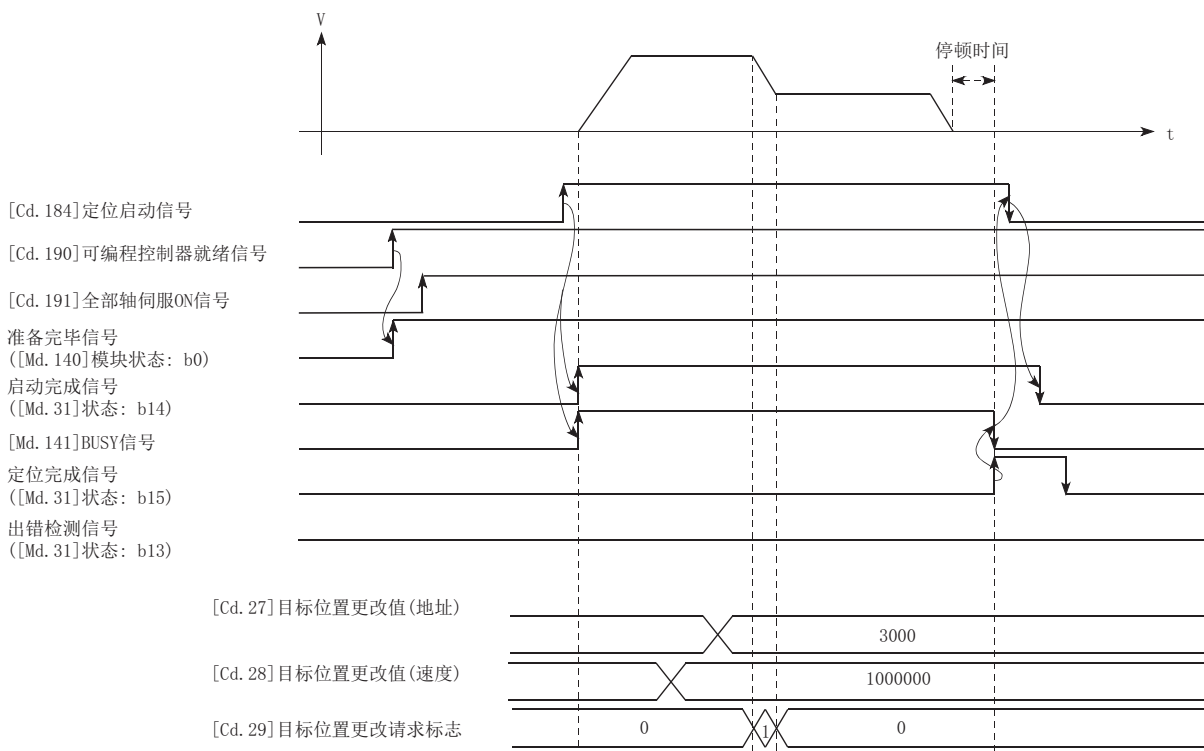 V
停顿时间
t
[Cd.184]定位启动信号
[Cd.190]可编程控制器就绪信号
[Cd.191]全部轴伺服ON信号
准备完毕信号
([Md.140]模块状态: b0)
启动完成信号
([Md.31]状态: b14)
[Md.141]BUSY信号
定位完成信号
([Md.31]状态: b15)
出错检测信号
([Md.31]状态: b13)
[Cd.27]目标位置更改值(地址)
3000
[Cd.28]目标位置更改值(速度)
1000000
[Cd.29]目标位置更改请求标志
0 1 0